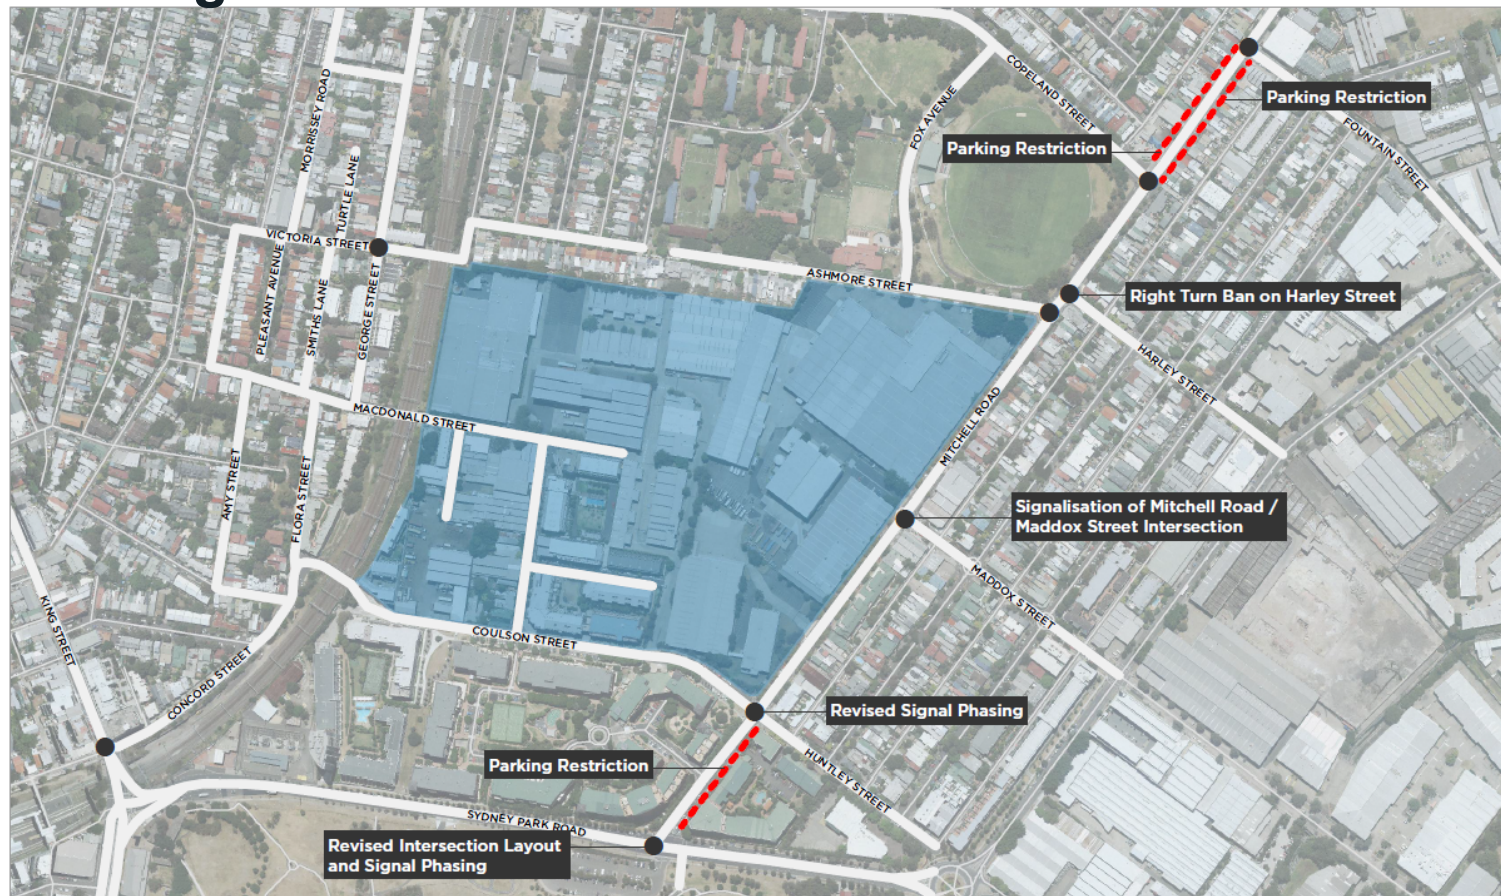 COPELAND STREET
FOX AVENUE
MORRISSEY ROAD
TURTLE LANE
Parking Restriction
Parking Restriction
FOUNTAIN STREET
VICTORIA STREET
PLEASANT AVENUE
SMITHS LANE
GEORGE STREET
ASHMORE STREET
Right Turn Ban on Harley Street
HARLEY STREET
MITCHELL ROAD
MACDONALD STREET
AMY STREET
FLORA STREET
Signalisation of Mitchell Road /
Maddox Street Intersection
MADDOX STREET
KING STREET
CONCORD STREET
COULSON STREET
Revised Signal Phasing
Parking Restriction
HUNTLEY STREET
SYDNEY PARK ROAD
Revised Intersection Layout
and Signal Phasing